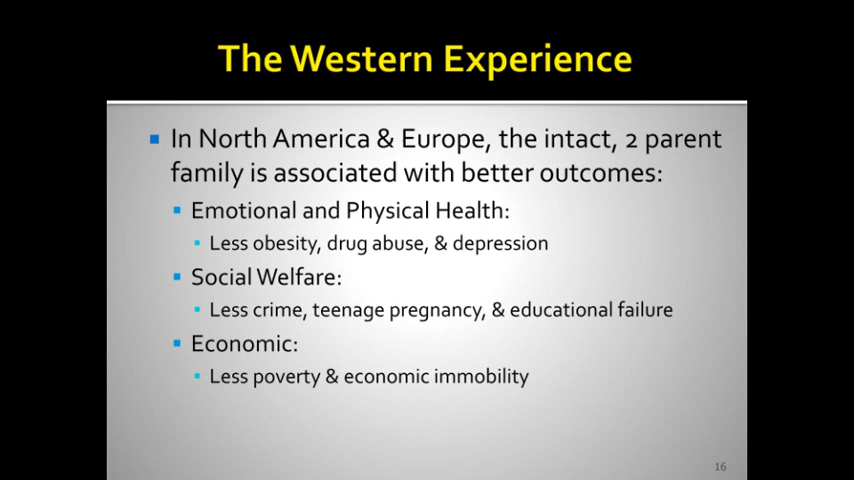 The Western Experience
In North America & Europe, the intact, 2 parent
family is associated with better outcomes:
Emotional and Physical Health:
Less obesity, drug abuse, & depression
Social Welfare:
Less crime, teenage pregnancy, & educational failure
Economic:
Less poverty & economic immobility
16